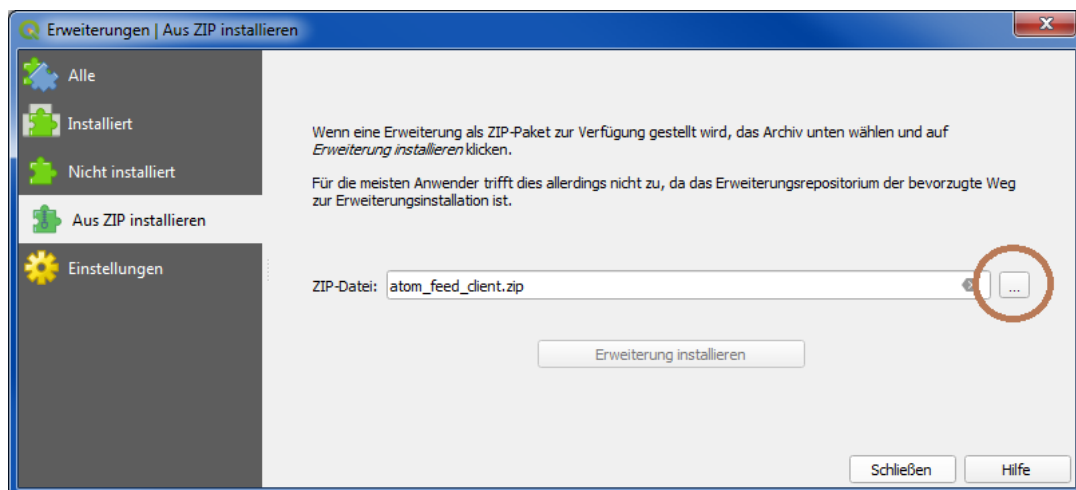 Erweiterungen | Aus ZIP installieren
Alle
Installiert
Nicht installiert
Aus ZIP installieren
Einstellungen
Wenn eine Erweiterung als ZIP-Paket zur Verfügung gestellt wird, das Archiv unten wählen und auf
Erweiterung installieren klicken.
Für die meisten Anwender trifft dies allerdings nicht zu, da das Erweiterungsrepositorium der bevorzugte Weg
zur Erweiterungsinstallation ist.
ZIP-Datei: atom_feed_client.zip ...
Erweiterung installieren
Schließen Hilfe